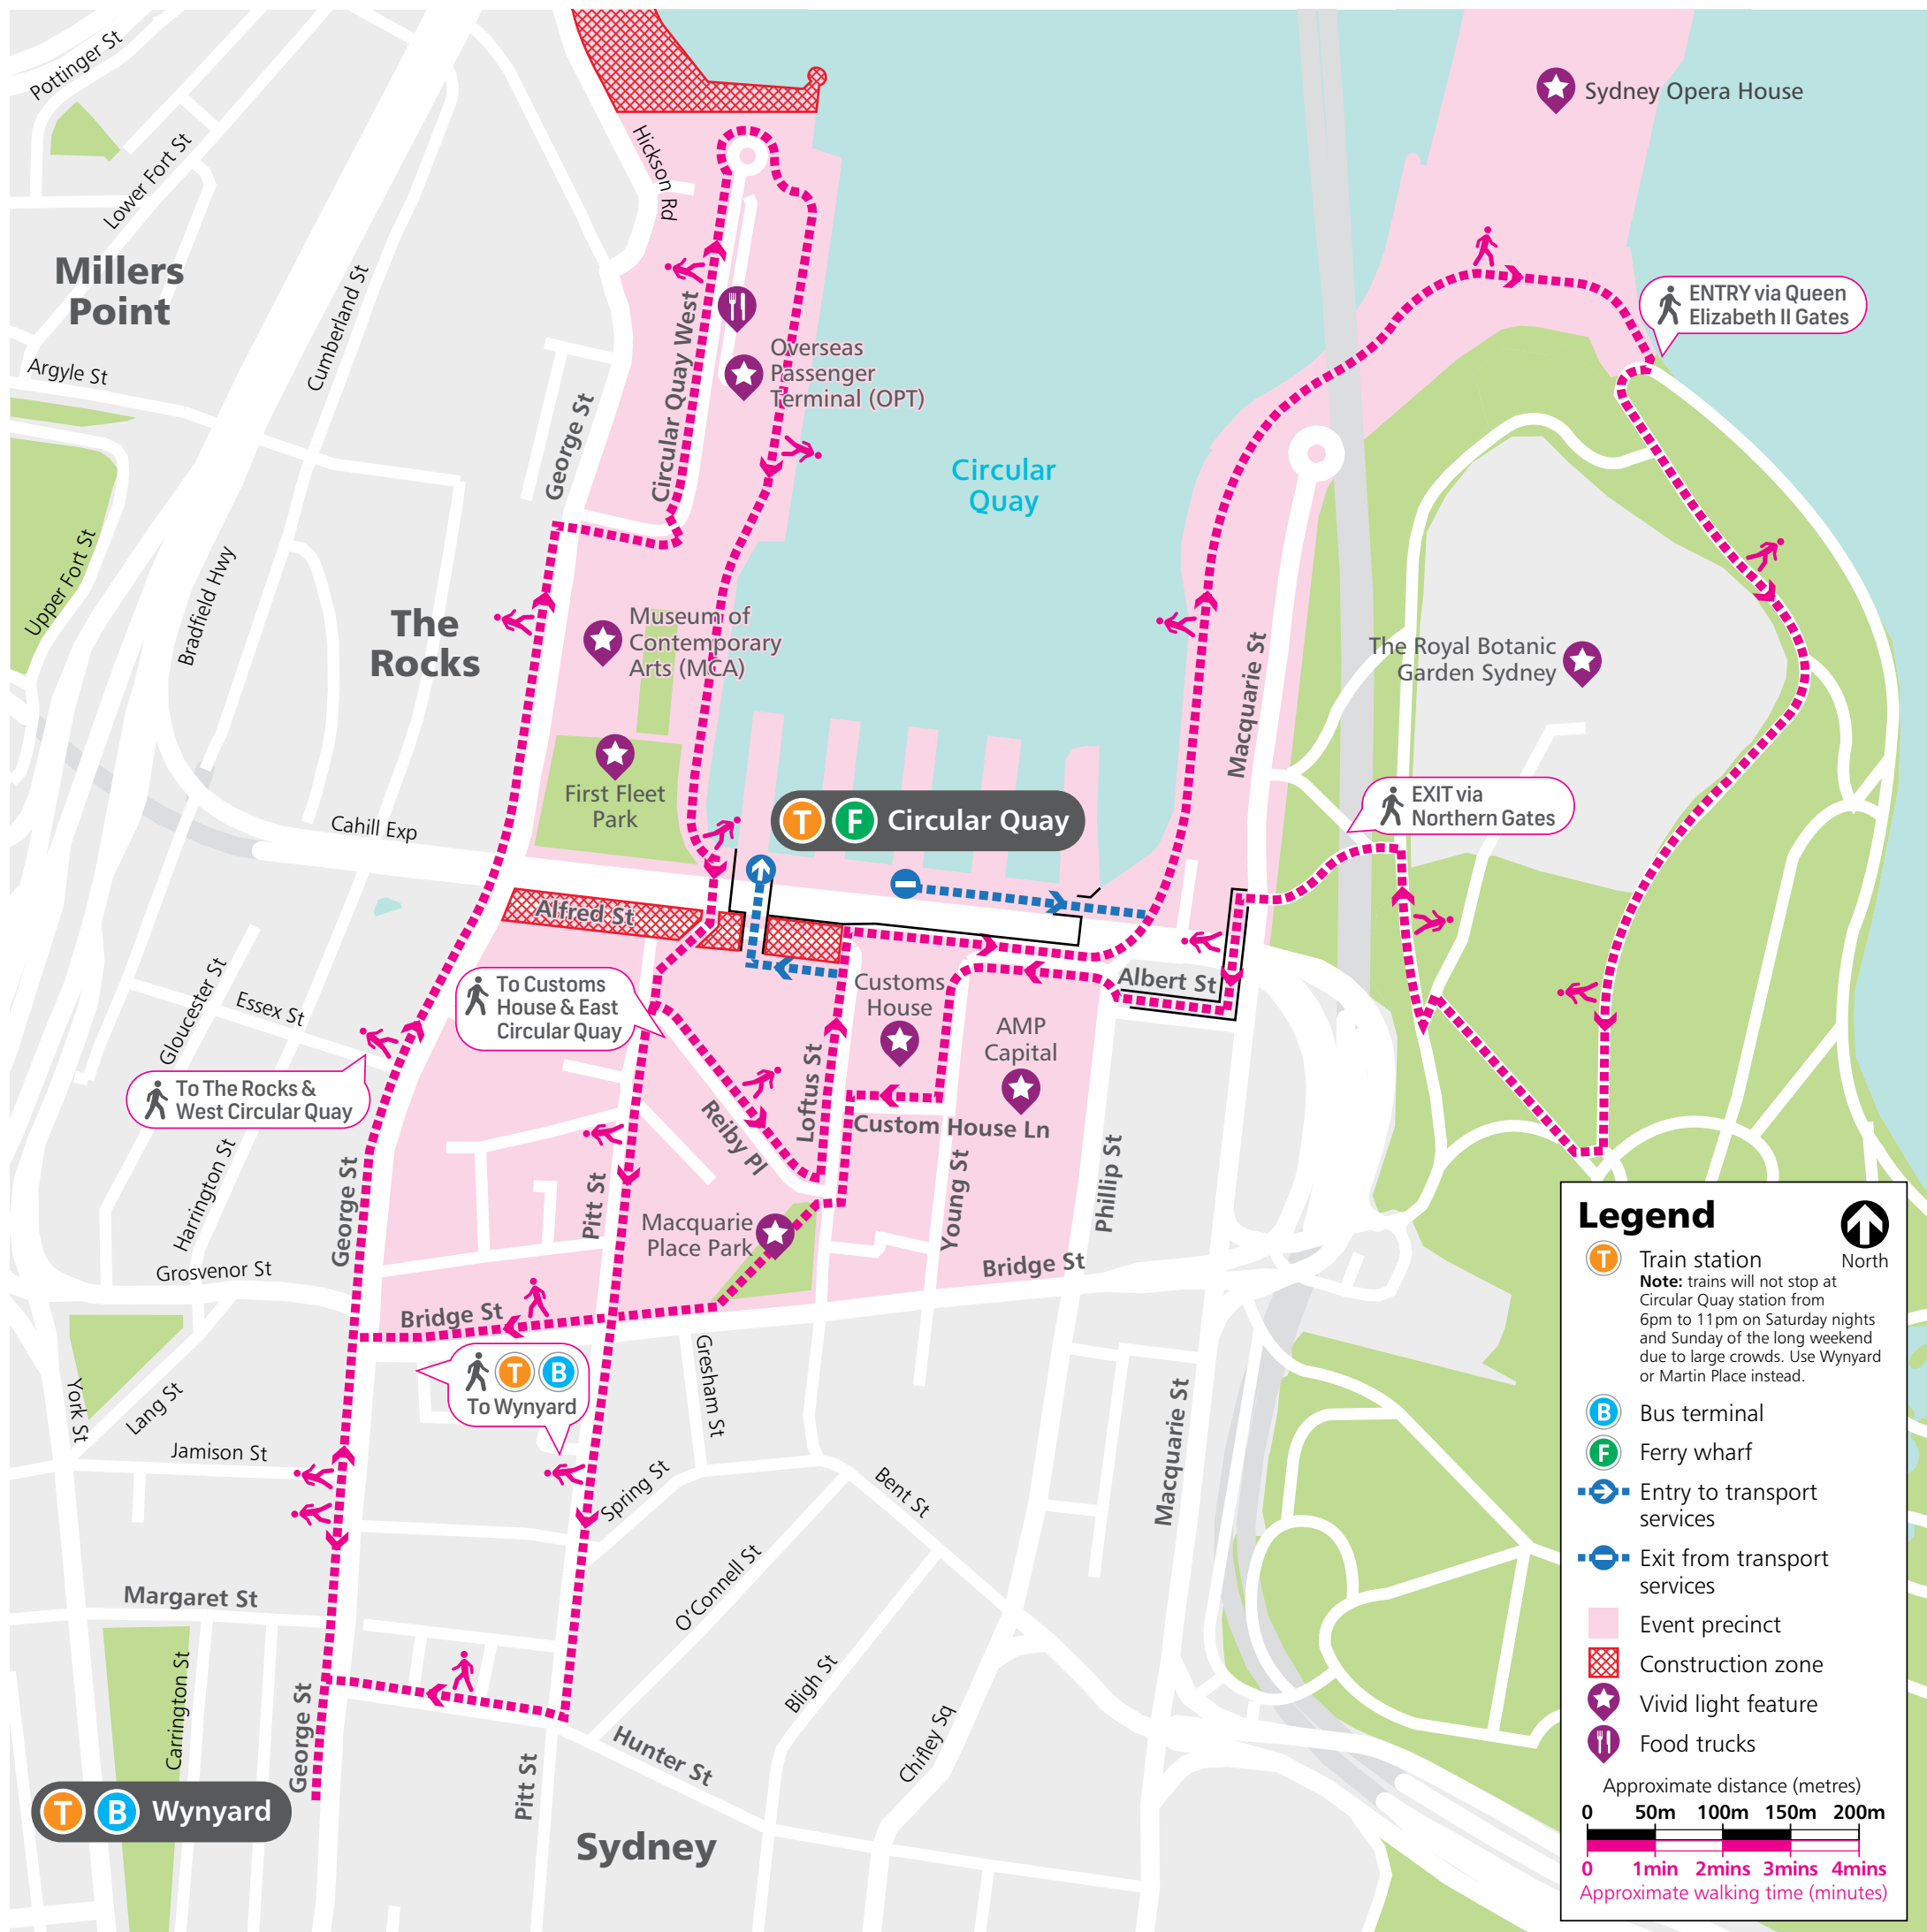 Pottinger St
Lower Fort St
Hickson Rd
Sydney Opera House
Millers
Point
Cumberland St
Argyle St
ENTRY via Queen
Elizabeth II Gates
Circular Quay West
Overseas
Passenger
Terminal (OPT)
George St
Circular
Quay
Upper Fort St
Bradfield Hwy
The
Rocks
Museum of
Contemporary
Arts (MCA)
The Royal Botanic
Garden Sydney
Macquarie St
First Fleet
Park
T F Circular Quay
EXIT via
Northern Gates
Cahill Exp
Alfred St
Albert St
Gloucester St
Essex St
To Customs
House & East
Circular Quay
Customs
House
AMP
Capital
To The Rocks &
West Circular Quay
Loftus St
Reiby Pl
Custom House Ln
Harrington St
George St
Pitt St
Young St
Phillip St
Macquarie
Place Park
Grosvenor St
Bridge St
Bridge St
T B
To Wynyard
Gresham St
York St
Lang St
Jamison St
Spring St
Bent St
Macquarie St
O'Connell St
Margaret St
Carrington St
George St
Bligh St
Chifley Sq
Hunter St
Pitt St
T B Wynyard
Sydney
Legend
North
T Train station
Note: trains will not stop at
Circular Quay station from
6pm to 11pm on Saturday nights
and Sunday of the long weekend
due to large crowds. Use Wynyard
or Martin Place instead.
B Bus terminal
F Ferry wharf
Entry to transport
services
Exit from transport
services
Event precinct
Construction zone
Vivid light feature
Food trucks
Approximate distance (metres)
0 50m 100m 150m 200m
0 1min 2mins 3mins 4mins
Approximate walking time (minutes)